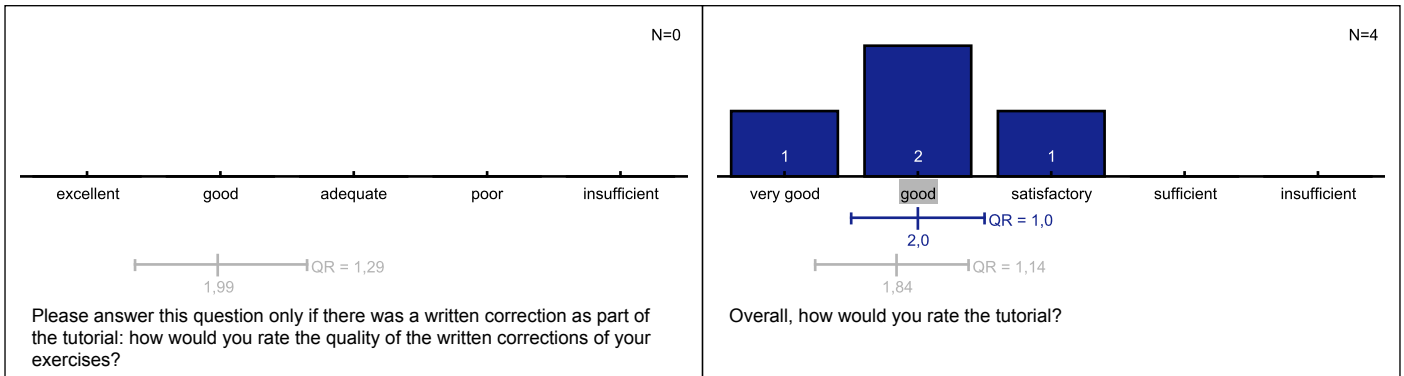 N=0
excellent good adequate poor insufficient
QR = 1,29
1,99
Please answer this question only if there was a written correction as part of
the tutorial: how would you rate the quality of the written corrections of your
exercises?
N=4
1 2 1
very good good satisfactory sufficient insufficient
QR = 1,0
2,0
QR = 1,14
1,84
Overall, how would you rate the tutorial?